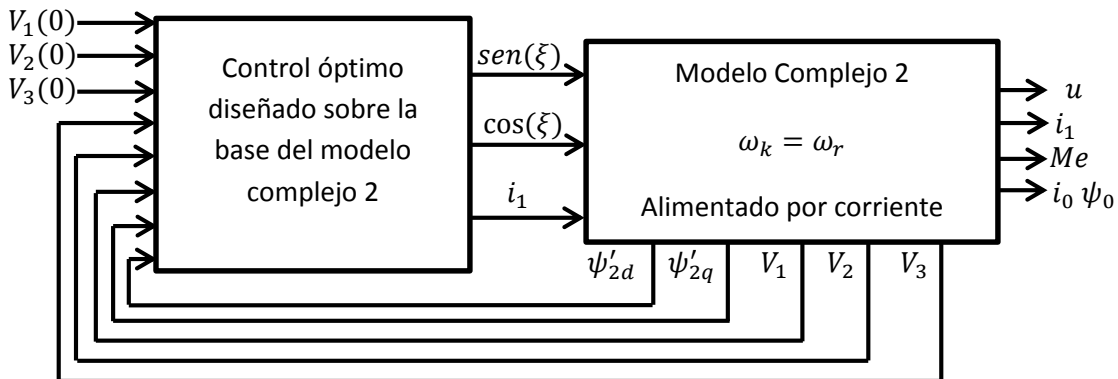 V₁(0)
V₂(0)
V₃(0)
Control óptimo
diseñado sobre la
base del modelo
complejo 2
sen(ξ)
cos(ξ)
i₁
Modelo Complejo 2
ωₖ = ωᵣ
Alimentado por corriente
u
i₁
Me
i₀ ψ₀
ψ′₂d ψ′₂q V₁ V₂ V₃